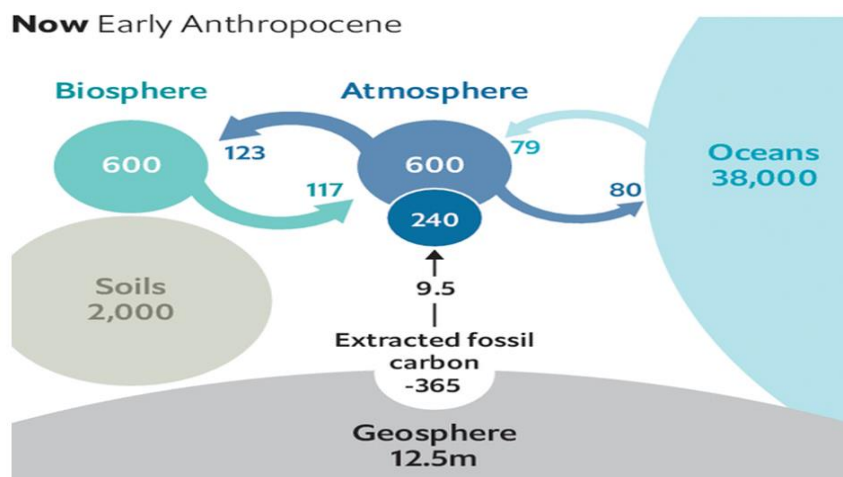 Now Early Anthropocene
Biosphere
Atmosphere
600
123
117
600
240
79
80
Oceans
38,000
Soils
2,000
9.5
Extracted fossil
carbon
-365
Geosphere
12.5m